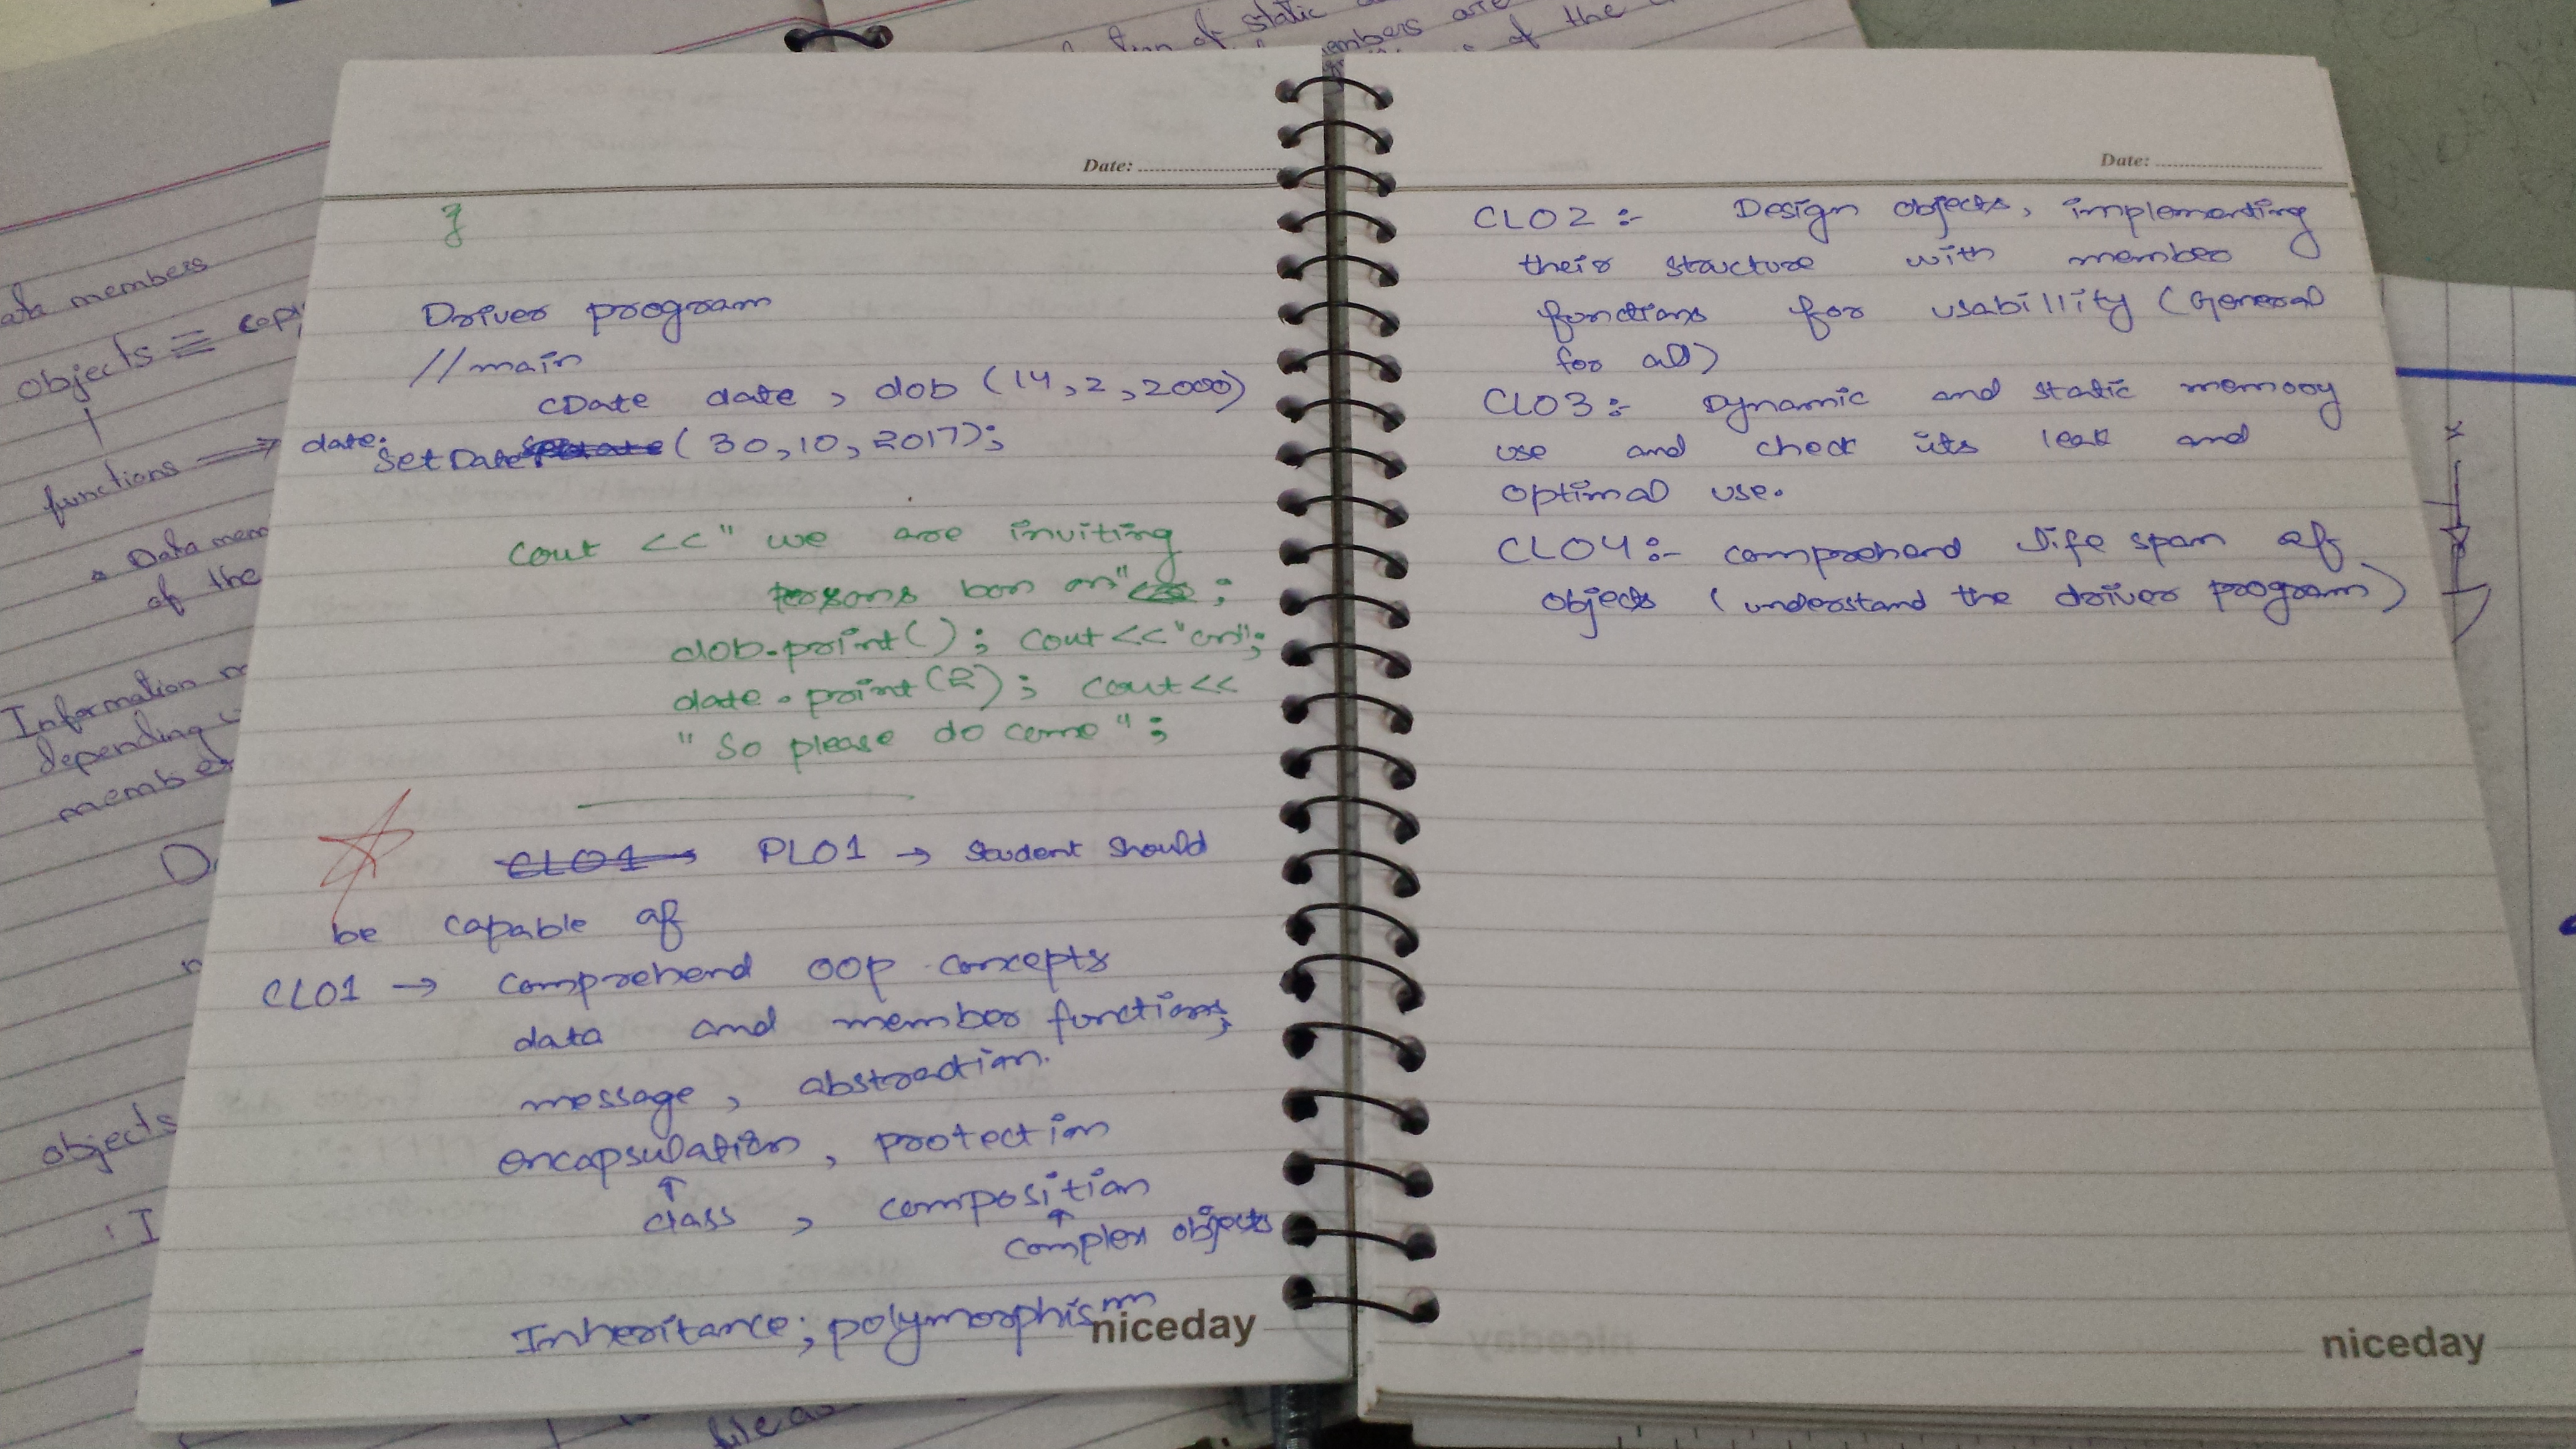 ata members
objects ≡ cop
functions ⟹
• Data mem
of the
Information
depending
member
objects
: I
of static
members are
of the
Date:
}
Driver program
//main
CDate date , dob (14,2,2000)
date. SetDate (30,10,2017);
Cout <<" we are inviting
Persons bon on" ;
dob.print(); Cout <<"on";
date.print(2); Cout <<
"So please do come";
CLO1 → PLO1 → Student Should
be capable of
CLO1 → Comprehend OOP concepts
data and member functions,
message, abstraction.
encapsulation, protection
↑
class , composition
↑
complex objects
Inheritance; polymorphism
niceday
Date:
CLO2 :- Design objects, implementing
their structure with member
functions for usabillity (General
for all)
CLO3 :- Dynamic and static memory
use and check its leak and
optimal use.
CLO4 :- comprehend life span of
objects (understand the driver program)
niceday
file as